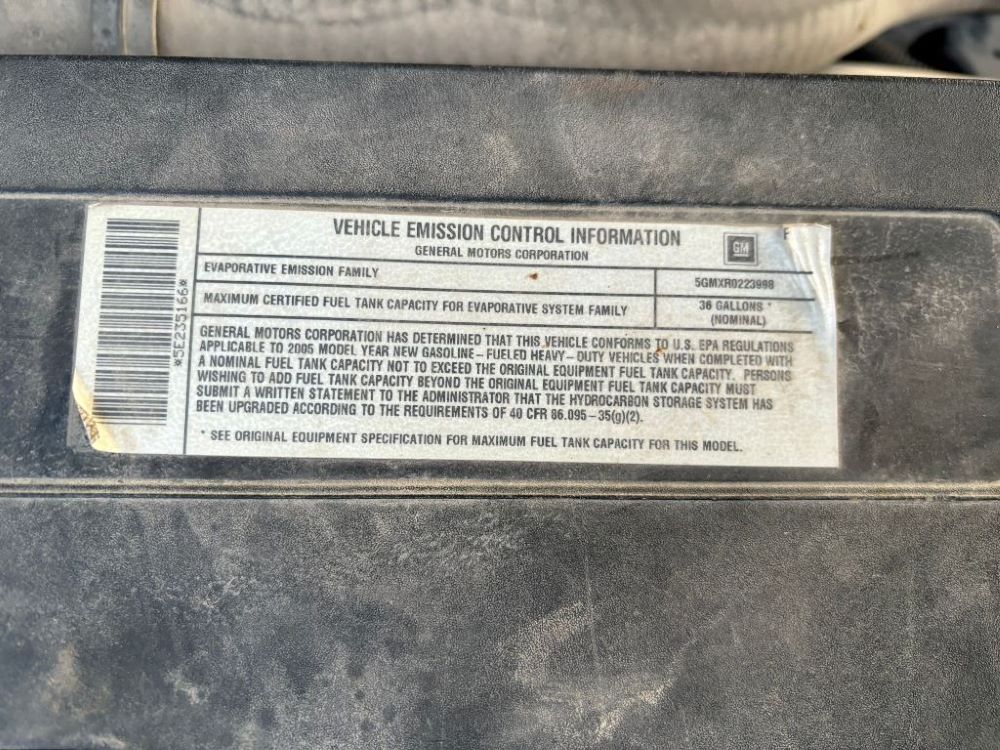 *5E235166*
VEHICLE EMISSION CONTROL INFORMATION
GENERAL MOTORS CORPORATION
GM
EVAPORATIVE EMISSION FAMILY
5GMXR0223998
MAXIMUM CERTIFIED FUEL TANK CAPACITY FOR EVAPORATIVE SYSTEM FAMILY
36 GALLONS *
(NOMINAL)
GENERAL MOTORS CORPORATION HAS DETERMINED THAT THIS VEHICLE CONFORMS TO U.S. EPA REGULATIONS
APPLICABLE TO 2005 MODEL YEAR NEW GASOLINE-FUELED HEAVY-DUTY VEHICLES WHEN COMPLETED WITH
A NOMINAL FUEL TANK CAPACITY NOT TO EXCEED THE ORIGINAL EQUIPMENT FUEL TANK CAPACITY. PERSONS
WISHING TO ADD FUEL TANK CAPACITY BEYOND THE ORIGINAL EQUIPMENT FUEL TANK CAPACITY MUST
SUBMIT A WRITTEN STATEMENT TO THE ADMINISTRATOR THAT THE HYDROCARBON STORAGE SYSTEM HAS
BEEN UPGRADED ACCORDING TO THE REQUIREMENTS OF 40 CFR 86.095-35(g)(2).
* SEE ORIGINAL EQUIPMENT SPECIFICATION FOR MAXIMUM FUEL TANK CAPACITY FOR THIS MODEL.